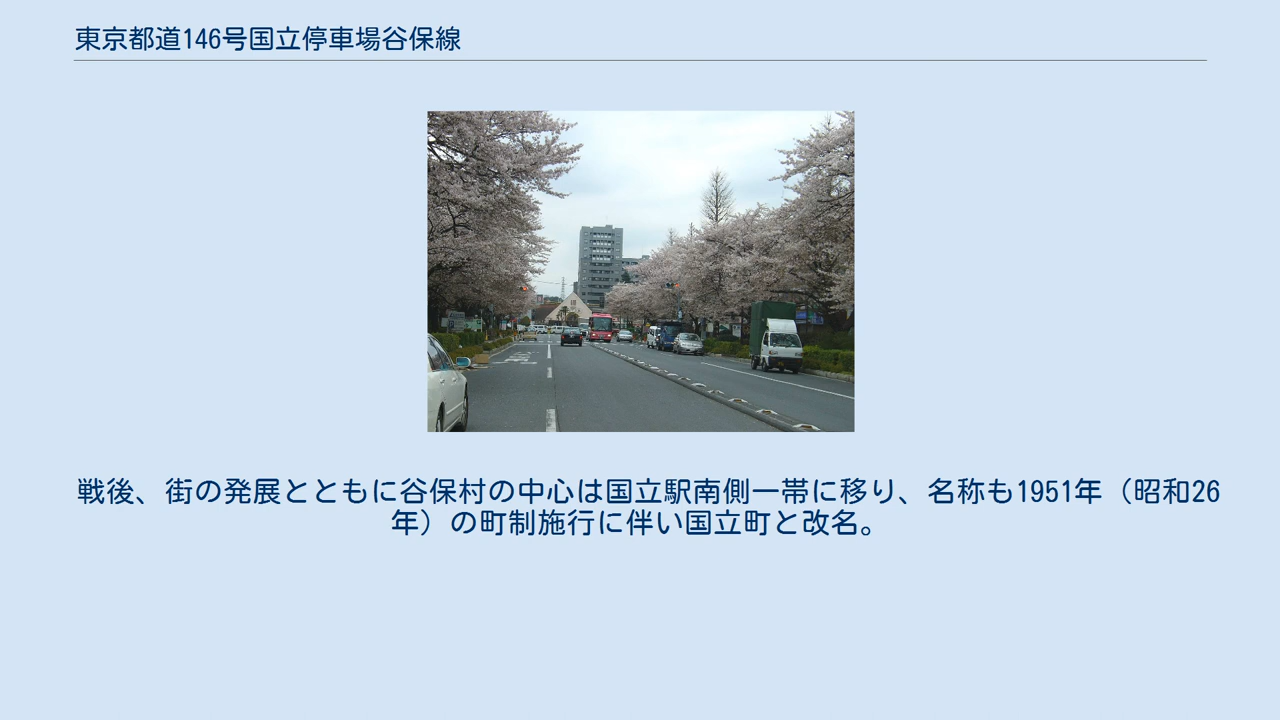 東京都道146号国立停車場谷保線
戦後、街の発展とともに谷保村の中心は国立駅南側一帯に移り、名称も1951年（昭和26
年）の町制施行に伴い国立町と改名。